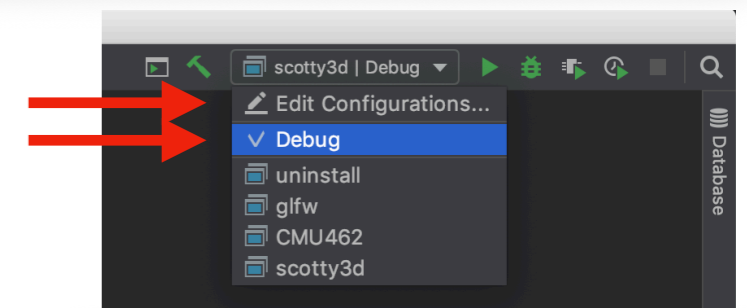 scotty3d | Debug
Edit Configurations...
Debug
uninstall
glfw
CMU462
scotty3d
Database